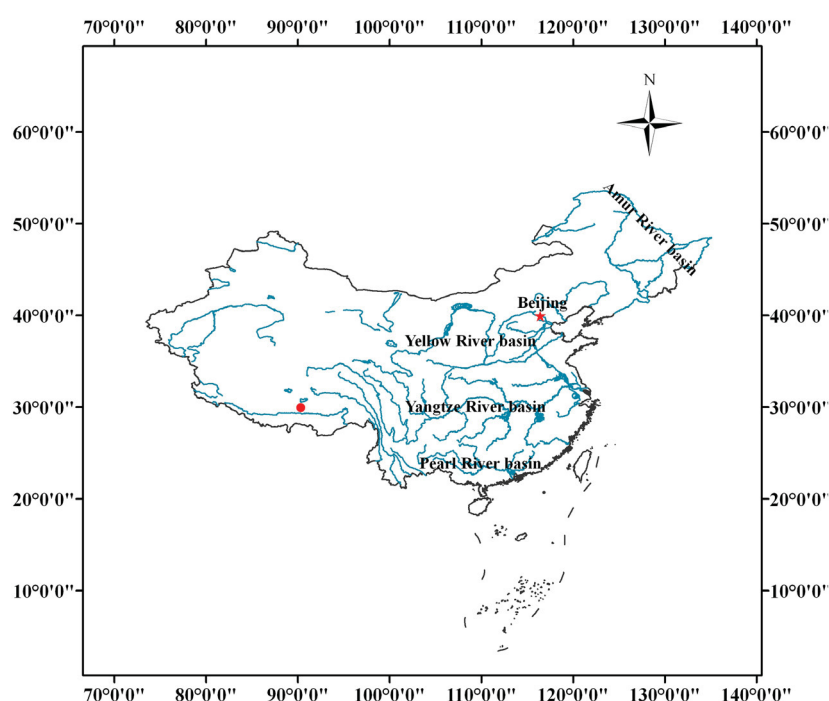 70°0'0" 80°0'0" 90°0'0" 100°0'0" 110°0'0" 120°0'0" 130°0'0" 140°0'0"
N
60°0'0" 60°0'0"
50°0'0" 50°0'0"
Amur River basin
40°0'0" 40°0'0"
Beijing
Yellow River basin
30°0'0" 30°0'0"
Yangtze River basin
Pearl River basin
20°0'0" 20°0'0"
10°0'0" 10°0'0"
70°0'0" 80°0'0" 90°0'0" 100°0'0" 110°0'0" 120°0'0" 130°0'0" 140°0'0"